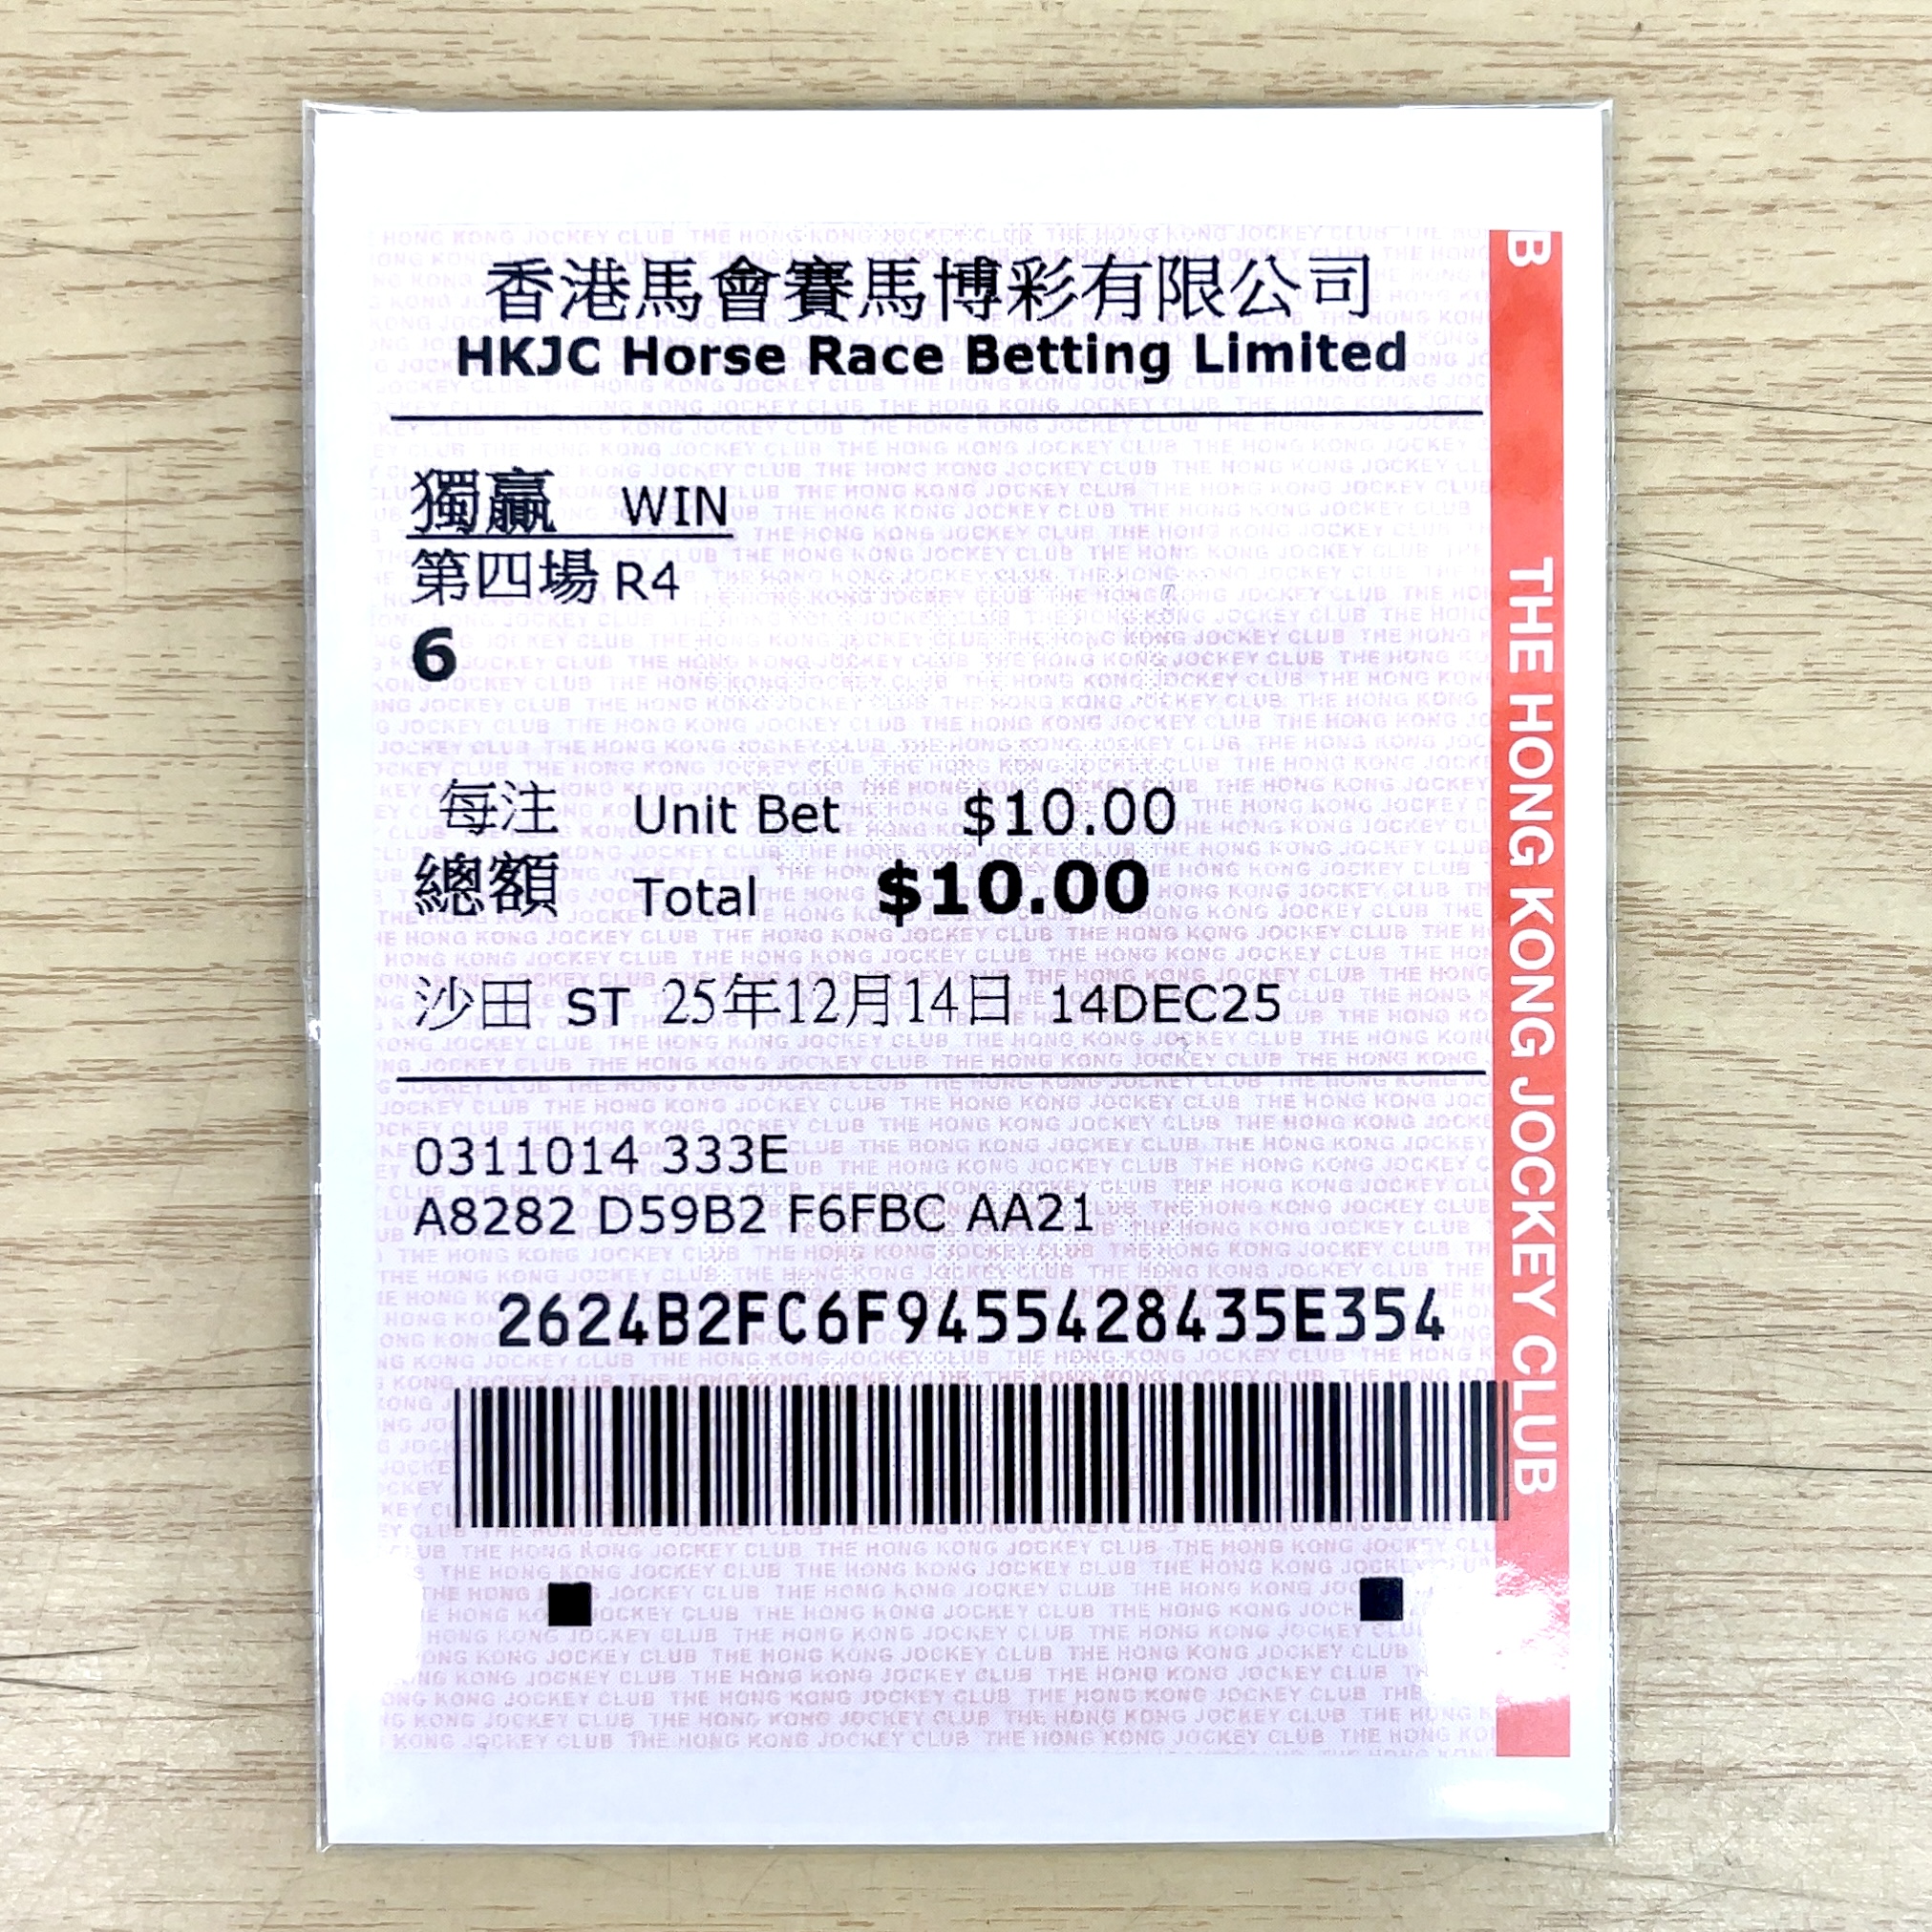 香港馬會賽馬博彩有限公司
HKJC Horse Race Betting Limited
獨贏 WIN
第四場 R4
6
每注 Unit Bet $10.00
總額 Total $10.00
沙田 ST 25年12月14日 14DEC25
0311014 333E
A8282 D59B2 F6FBC AA21
2624B2FC6F9455428435E354
B
THE HONG KONG JOCKEY CLUB